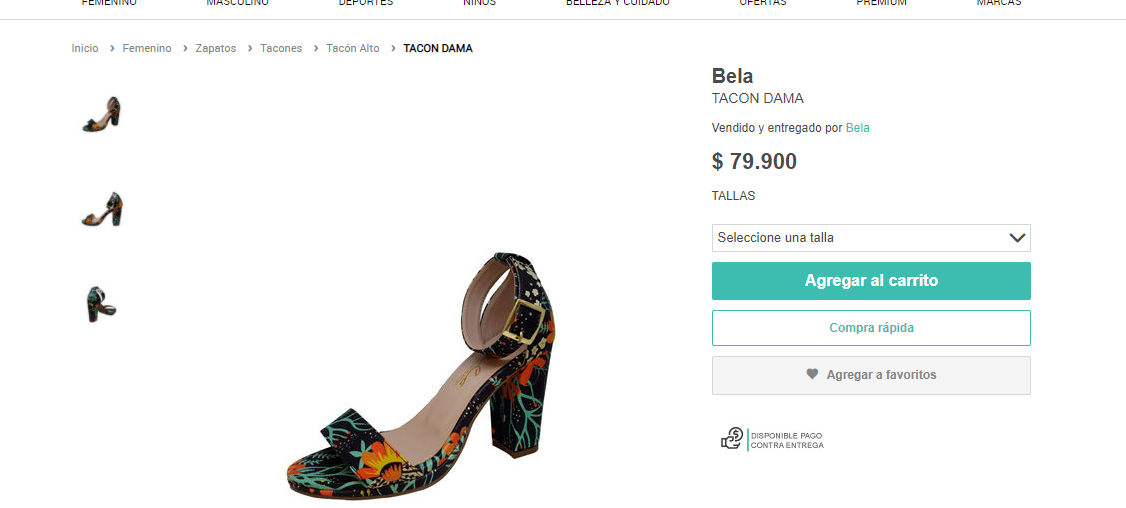 FEMENINO MASCULINO DEPORTES NIÑOS BELLEZA Y CUIDADO OFERTAS PREMIUM MARCAS
Inicio > Femenino > Zapatos > Tacones > Tacón Alto > TACON DAMA
Bela
TACON DAMA
Vendido y entregado por Bela
$ 79.900
TALLAS
Seleccione una talla
Agregar al carrito
Compra rápida
Agregar a favoritos
DISPONIBLE PAGO
CONTRA ENTREGA